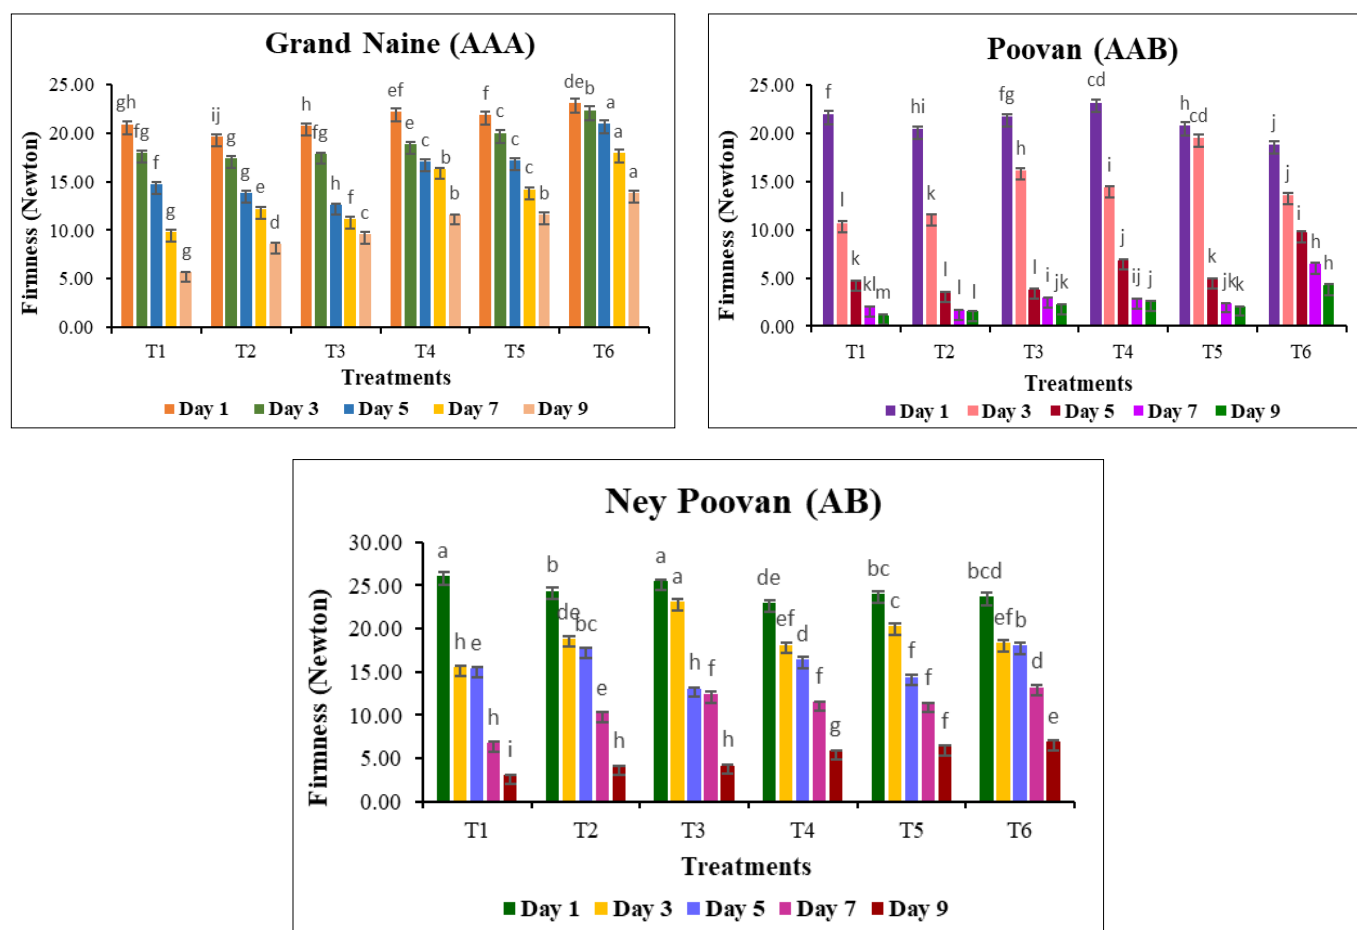 Grand Naine (AAA)
Firmness (Newton)
25.00
20.00
15.00
10.00
5.00
0.00
gh fg f g g
ij g g e d
h fg h f c
ef e c b b
f c c c b
de b a a a
T1 T2 T3 T4 T5 T6
Treatments
Day 1 Day 3 Day 5 Day 7 Day 9
Poovan (AAB)
Firmness (Newton)
25.00
20.00
15.00
10.00
5.00
0.00
f l k kl m
hi k l l l
fg h l i jk
cd i j ij j
h cd k jk k
j j i h h
T1 T2 T3 T4 T5 T6
Treatments
Day 1 Day 3 Day 5 Day 7 Day 9
Ney Poovan (AB)
Firmness (Newton)
30.00
25.00
20.00
15.00
10.00
5.00
0.00
a h e h i
b de bc e h
a a h f h
de ef d f g
bc c f f f
bcd ef b d e
T1 T2 T3 T4 T5 T6
Treatments
Day 1 Day 3 Day 5 Day 7 Day 9